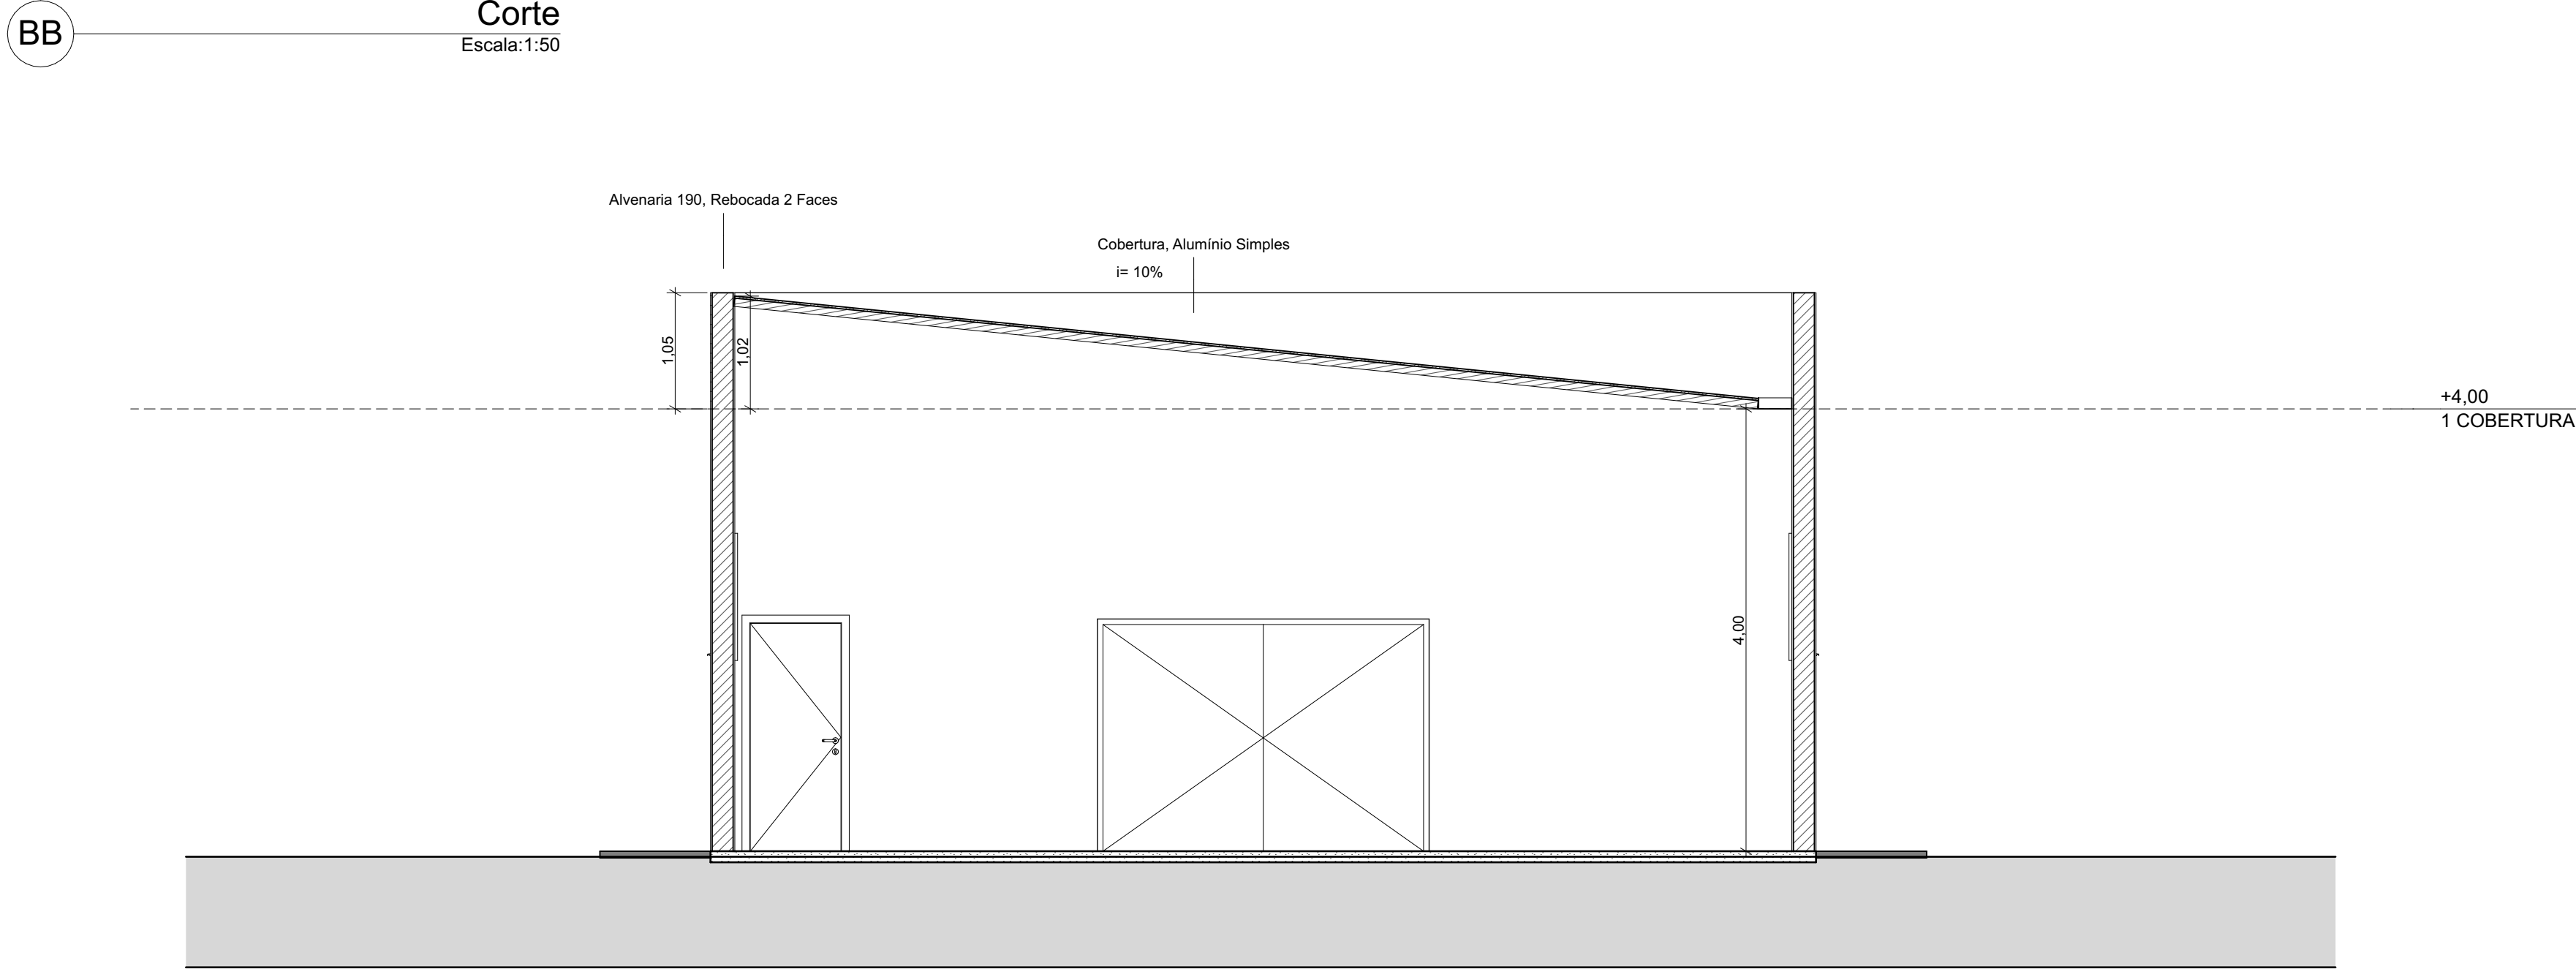 BB
Corte
Escala:1:50
Alvenaria 190, Rebocada 2 Faces
Cobertura, Alumínio Simples
i= 10%
1,05
1,02
+4,00
1 COBERTURA
4,00